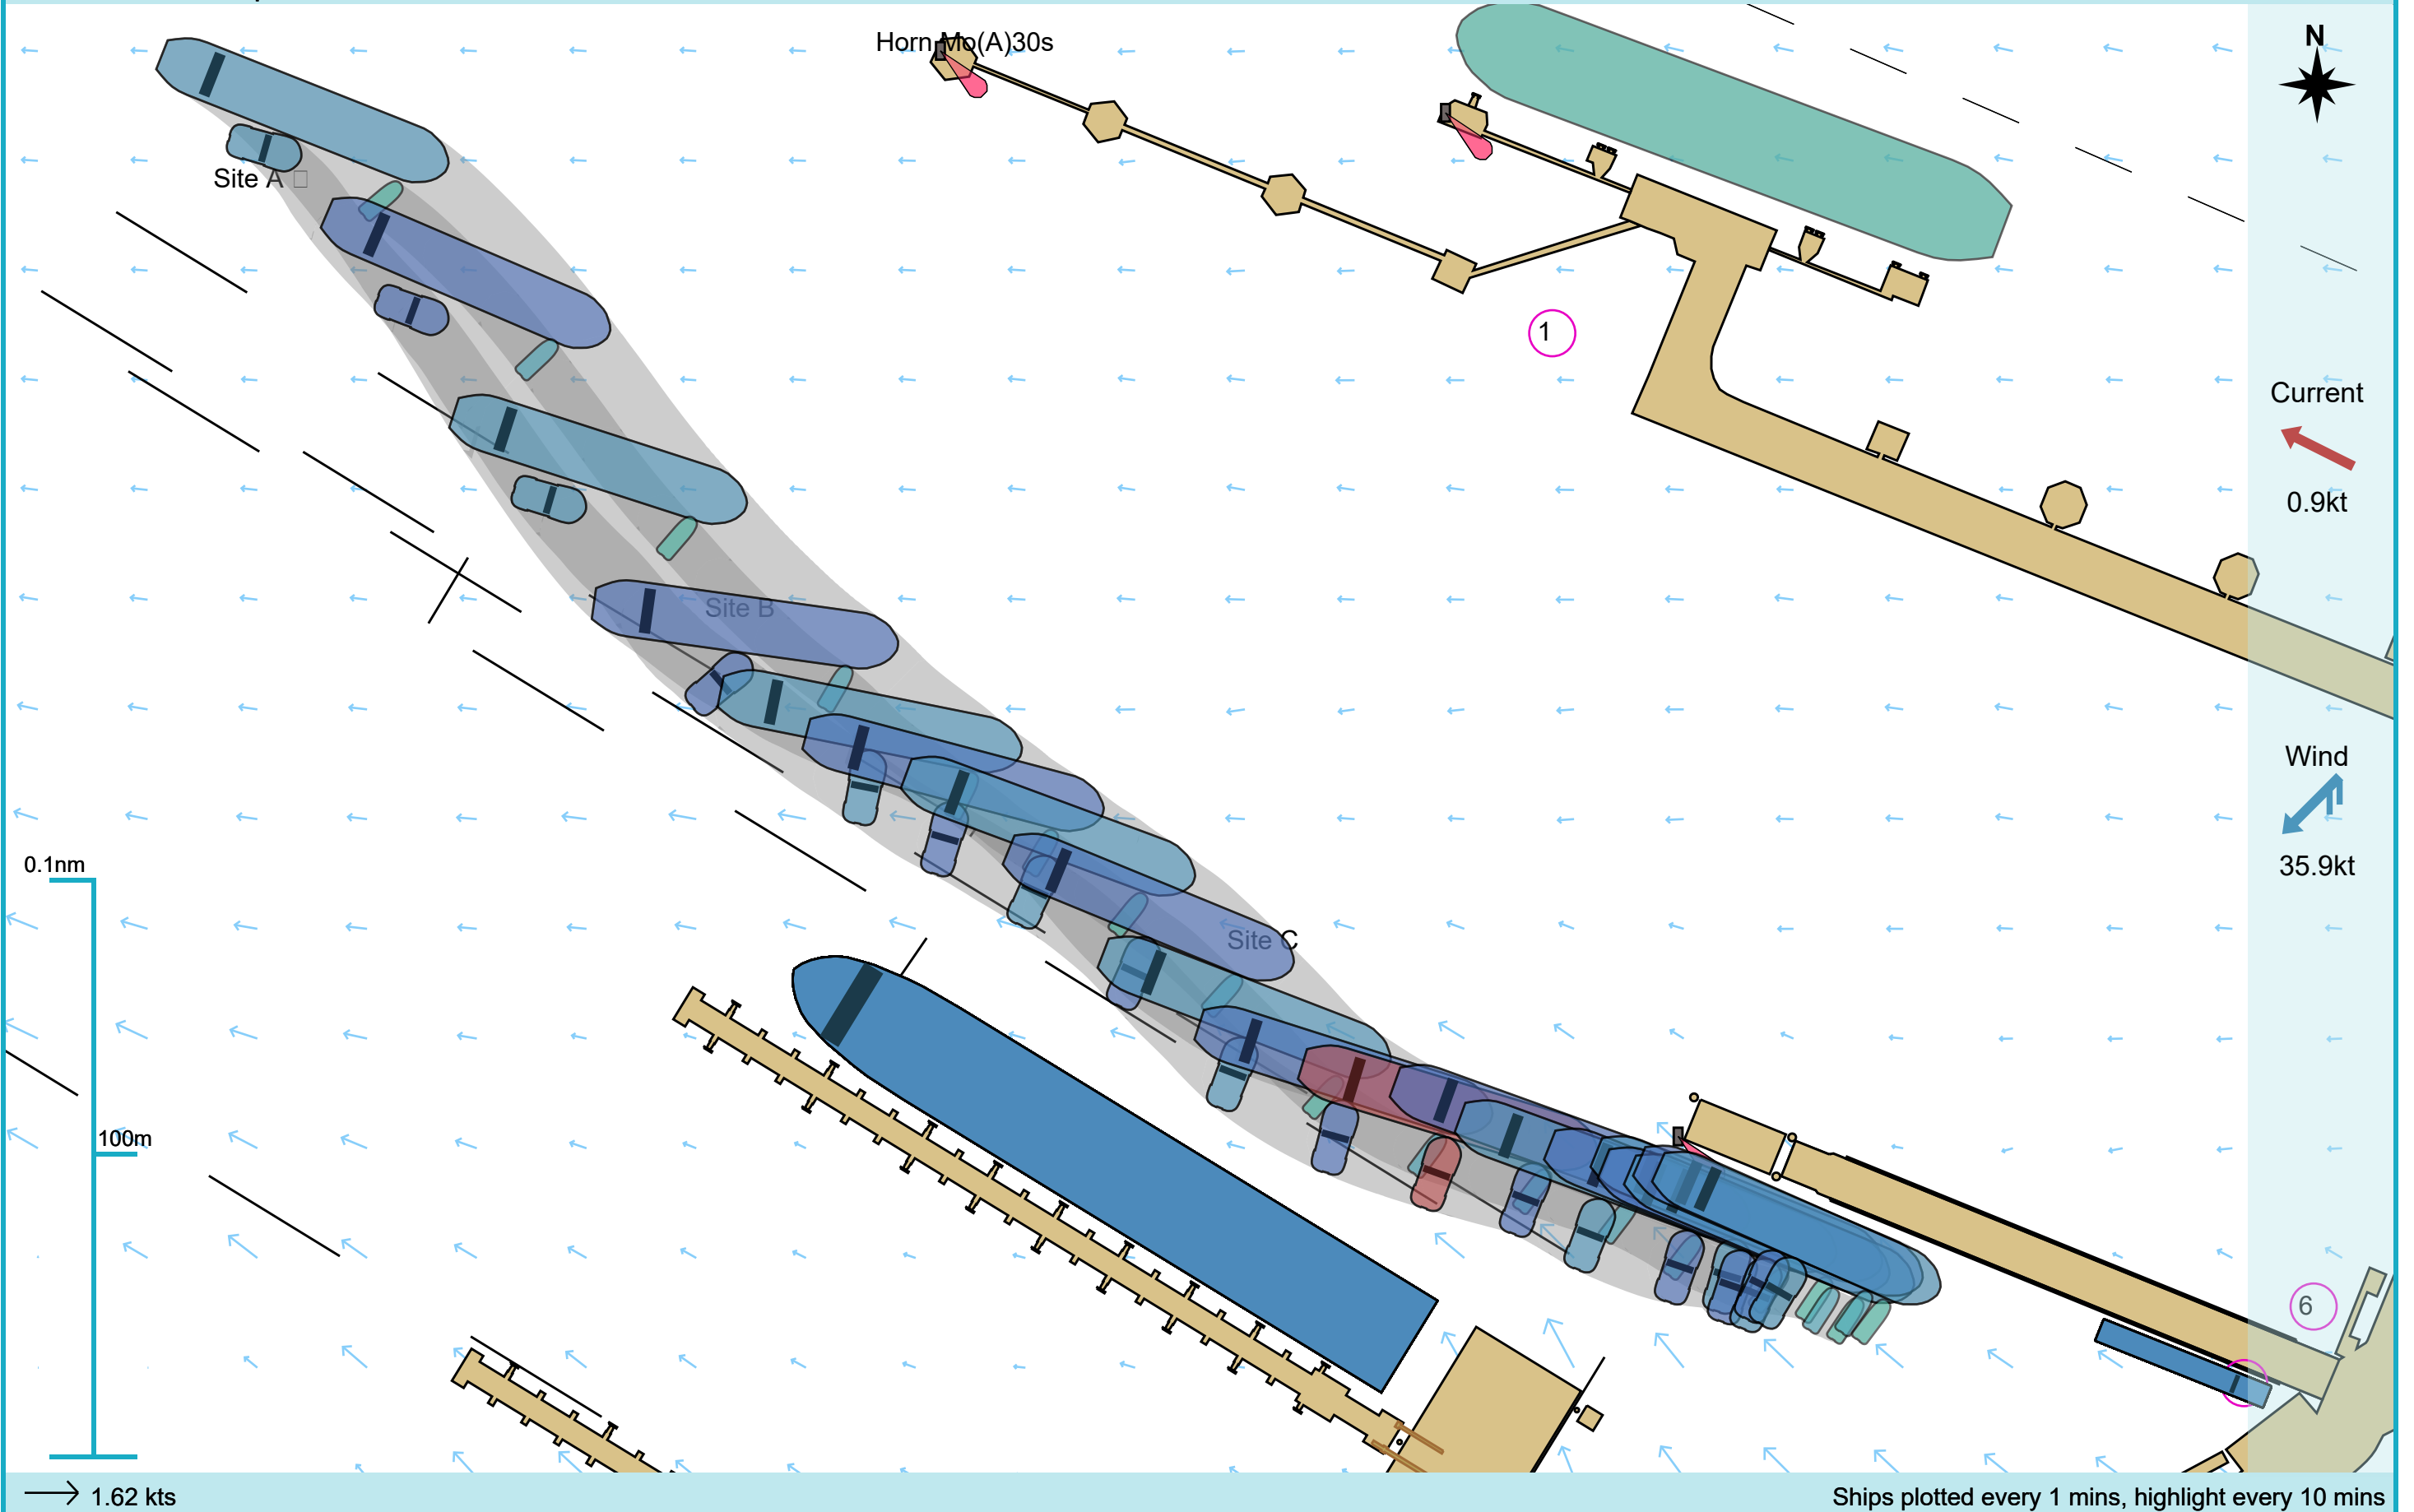 Horn Mo(A)30s
N
Site A
1
Current
0.9kt
Site B
Wind
35.9kt
0.1nm
Site C
100m
6
1.62 kts
Ships plotted every 1 mins, highlight every 10 mins